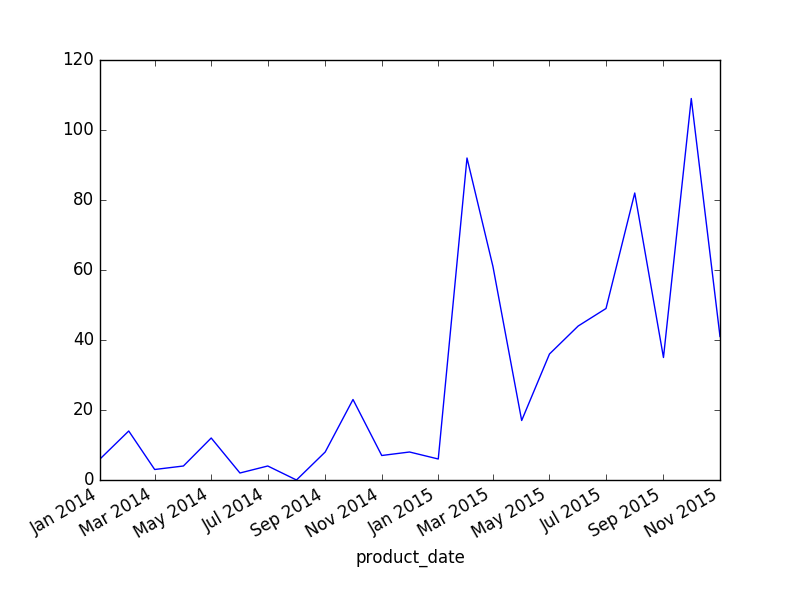 120
100
80
60
40
20
0
Jan 2014
Mar 2014
May 2014
Jul 2014
Sep 2014
Nov 2014
Jan 2015
Mar 2015
May 2015
Jul 2015
Sep 2015
Nov 2015
product_date